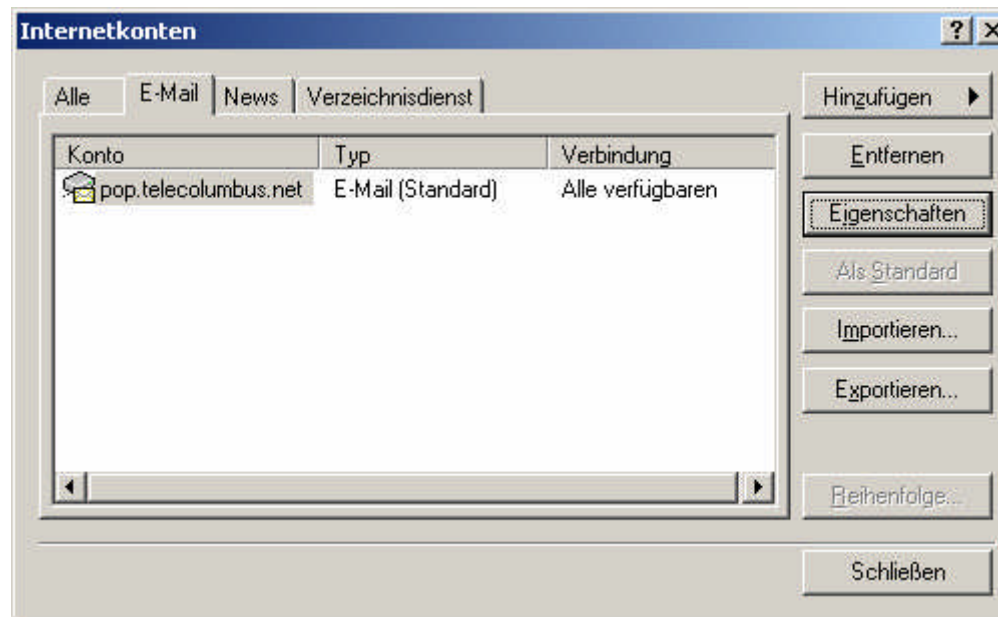 Internetkonten
Alle E-Mail News Verzeichnisdienst
Konto Typ Verbindung
pop.telecolumbus.net E-Mail (Standard) Alle verfügbaren
Hinzufügen
Entfernen
Eigenschaften
Als Standard
Importieren...
Exportieren...
Reihenfolge...
Schließen